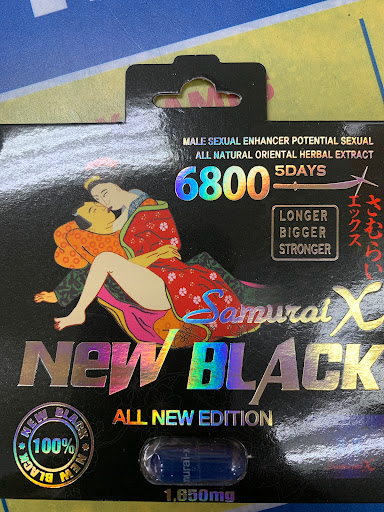 MALE SEXUAL ENHANCER POTENTIAL SEXUAL
ALL NATURAL ORIENTAL HERBAL EXTRACT
6800 5DAYS
LONGER
BIGGER
STRONGER
さむらい
エックス
Samurai X
NEW BLACK
ALL NEW EDITION
NEW BLACK
100%
NEW BLACK
murai-x
1,650mg